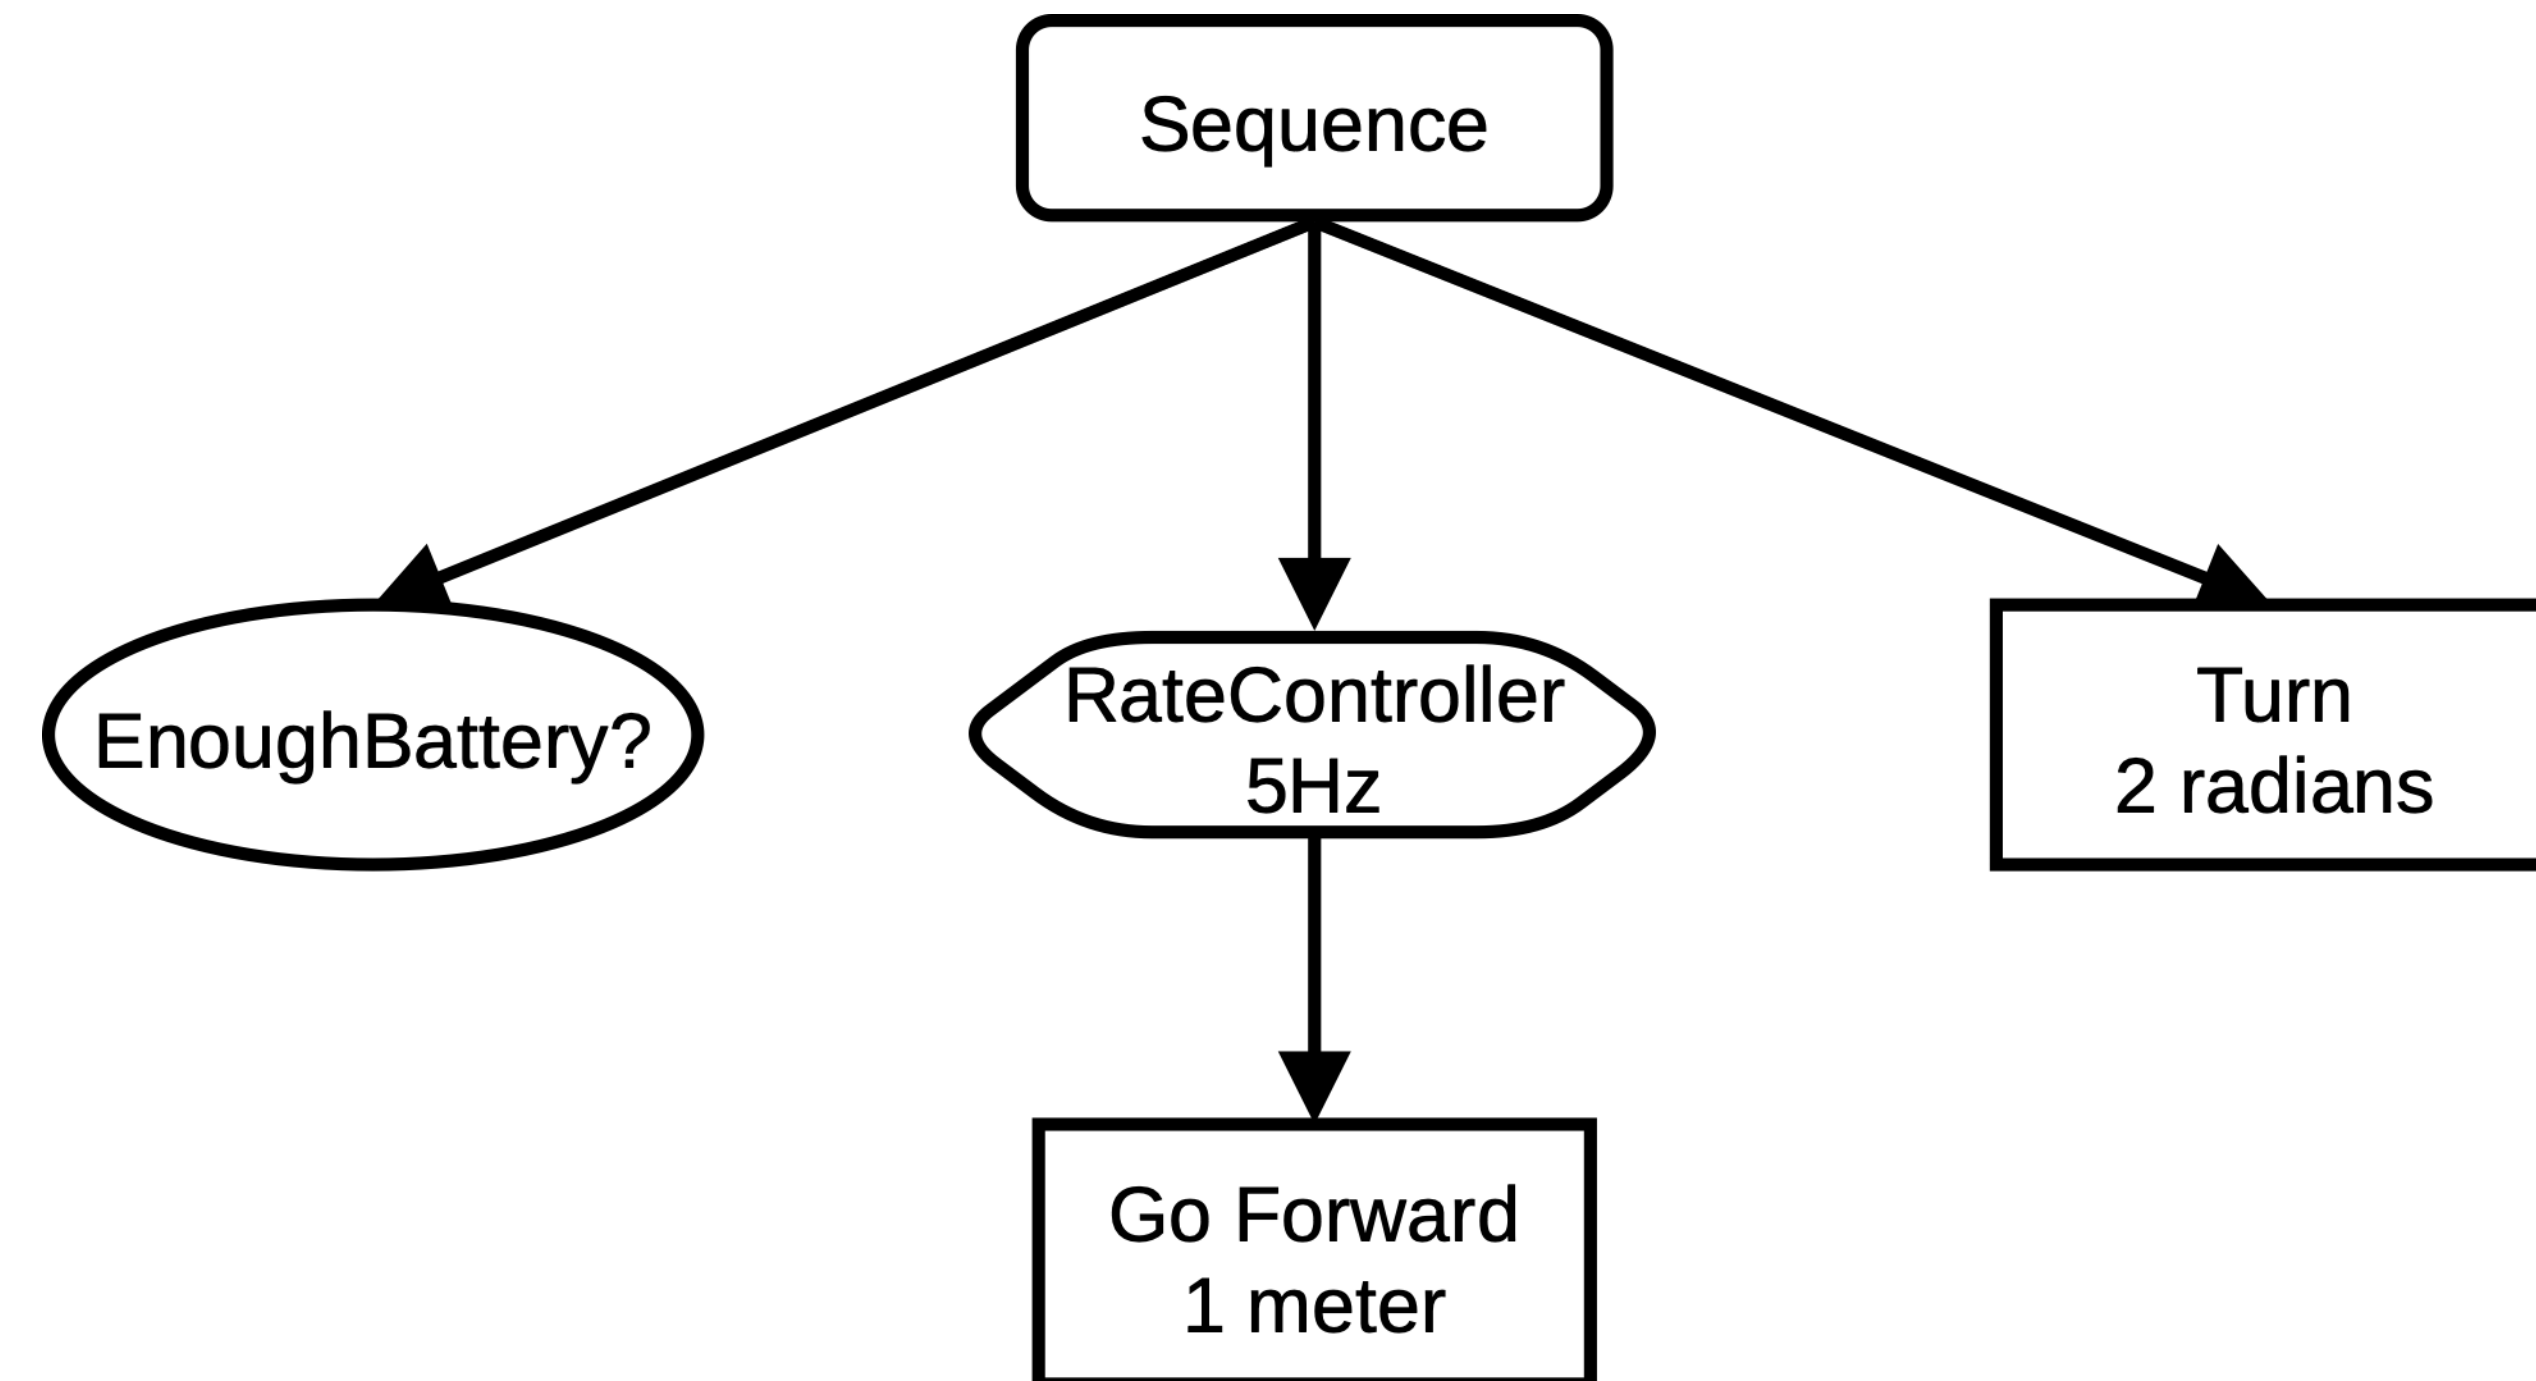 Sequence
EnoughBattery?
RateController
5Hz
Turn
2 radians
Go Forward
1 meter